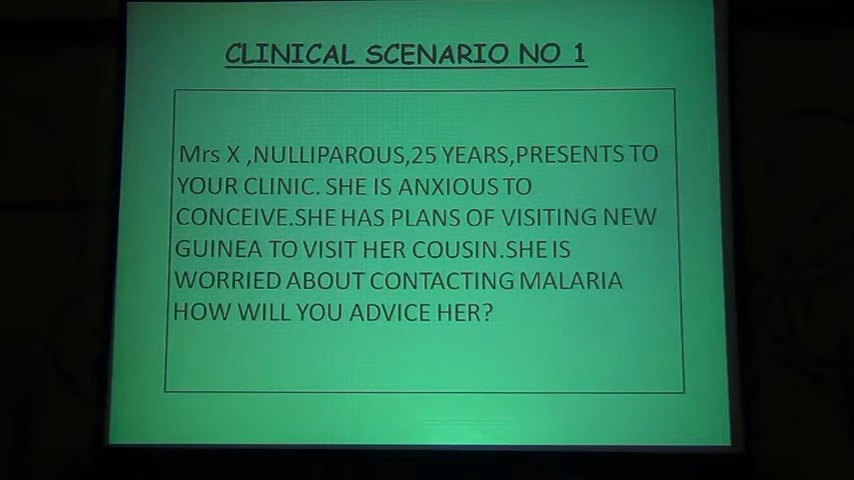 CLINICAL SCENARIO NO 1
Mrs X ,NULLIPAROUS,25 YEARS,PRESENTS TO
YOUR CLINIC. SHE IS ANXIOUS TO
CONCEIVE.SHE HAS PLANS OF VISITING NEW
GUINEA TO VISIT HER COUSIN.SHE IS
WORRIED ABOUT CONTACTING MALARIA
HOW WILL YOU ADVICE HER?